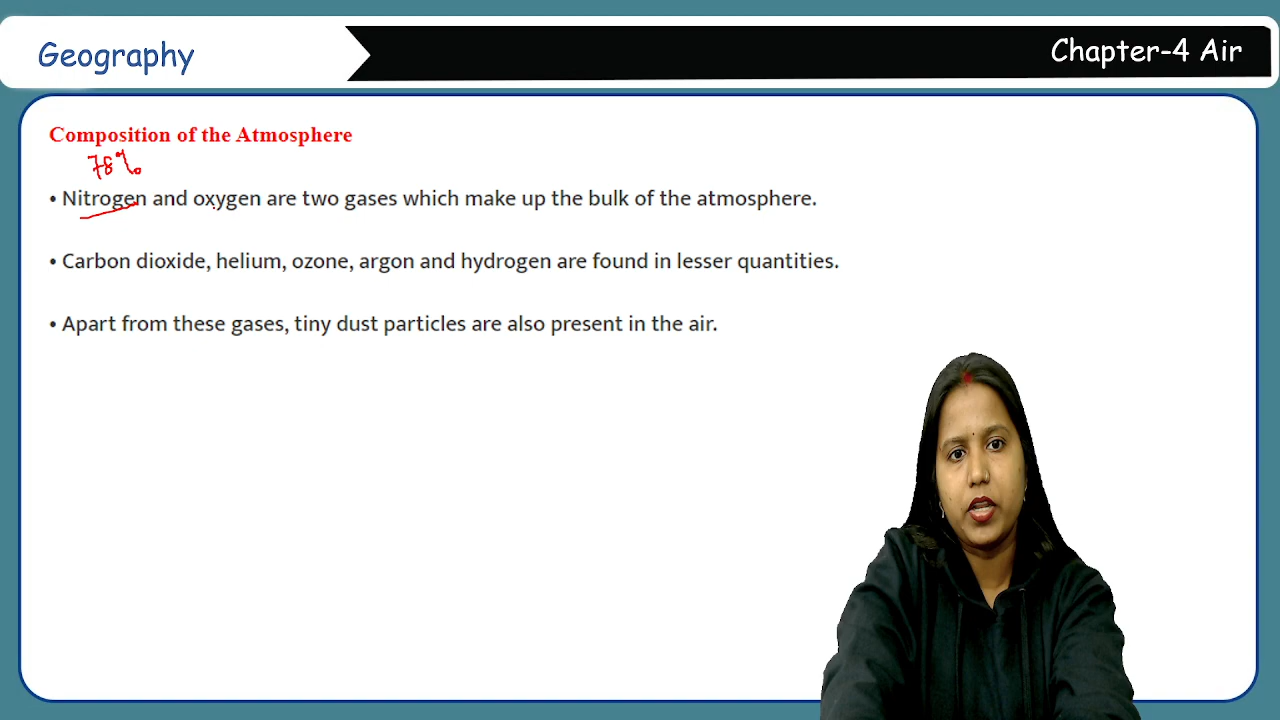 Geography
Chapter-4 Air
Composition of the Atmosphere
78%
• Nitrogen and oxygen are two gases which make up the bulk of the atmosphere.
• Carbon dioxide, helium, ozone, argon and hydrogen are found in lesser quantities.
• Apart from these gases, tiny dust particles are also present in the air.